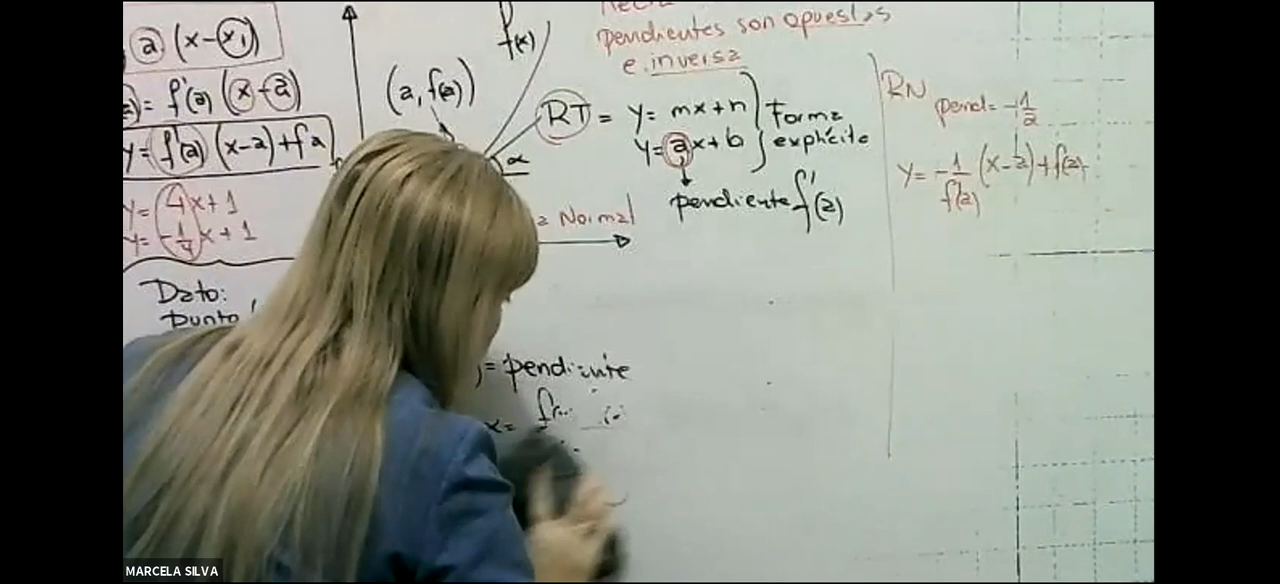 a (x-x₁)
= f'(a) (x-a)
y= f'(a) (x-a)+fa
y= 4x+1
y= -1/4 x+1
Dato:
Punto
f(x)
(a, f(a))
α
RT = y= mx+n
y= ax+b
Forma explícita
pendiente f'(a)
Normal
pendientes son opuestas
e inversa
= pendiente
x=
RN pend= -1/a
y= -1/f'(a) (x-a)+f(a)
MARCELA SILVA